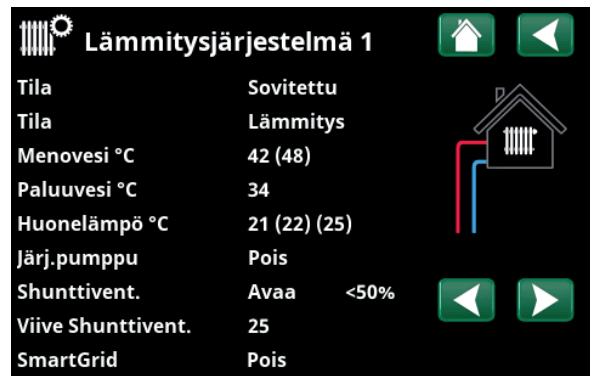 Lämmitysjärjestelmä 1
Tila Sovitettu
Tila Lämmitys
Menovesi °C 42 (48)
Paluuvesi °C 34
Huonelämpö °C 21 (22) (25)
Järj.pumppu Pois
Shunttivent. Avaa <50%
Viive Shunttivent. 25
SmartGrid Pois